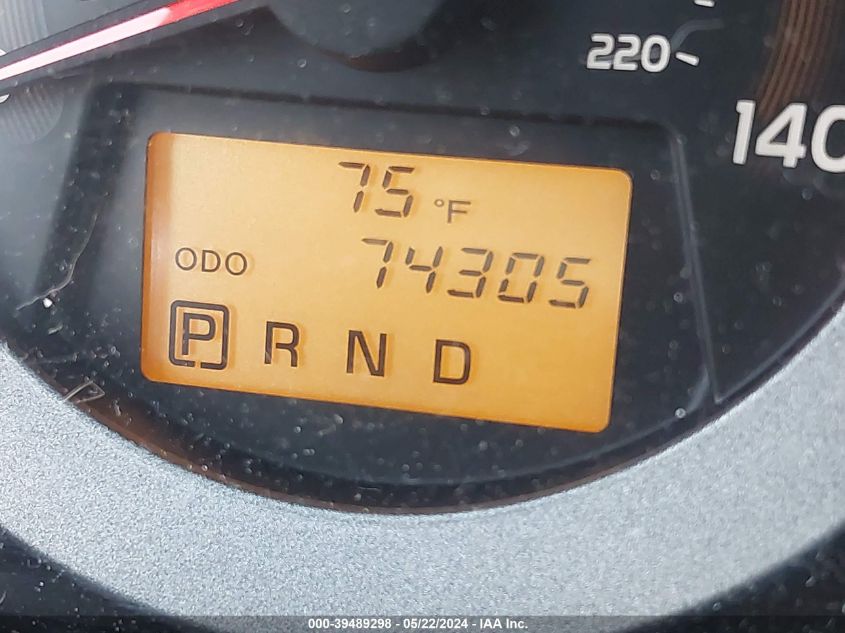 220
140
75 °F
ODO 74305
P R N D
000-39489298 - 05/22/2024 - IAA Inc.